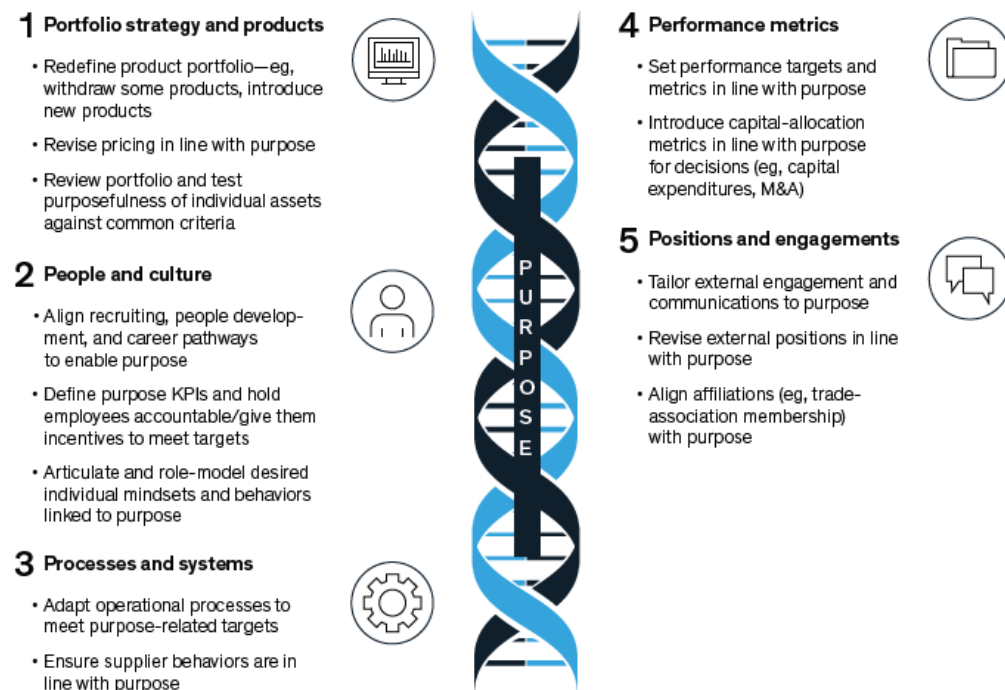 1 Portfolio strategy and products
• Redefine product portfolio—eg,
withdraw some products, introduce
new products
• Revise pricing in line with purpose
• Review portfolio and test
purposefulness of individual assets
against common criteria
2 People and culture
• Align recruiting, people develop-
ment, and career pathways
to enable purpose
• Define purpose KPIs and hold
employees accountable/give them
incentives to meet targets
• Articulate and role-model desired
individual mindsets and behaviors
linked to purpose
3 Processes and systems
• Adapt operational processes to
meet purpose-related targets
• Ensure supplier behaviors are in
line with purpose
PURPOSE
4 Performance metrics
• Set performance targets and
metrics in line with purpose
• Introduce capital-allocation
metrics in line with purpose
for decisions (eg, capital
expenditures, M&A)
5 Positions and engagements
• Tailor external engagement and
communications to purpose
• Revise external positions in line
with purpose
• Align affiliations (eg, trade-
association membership)
with purpose